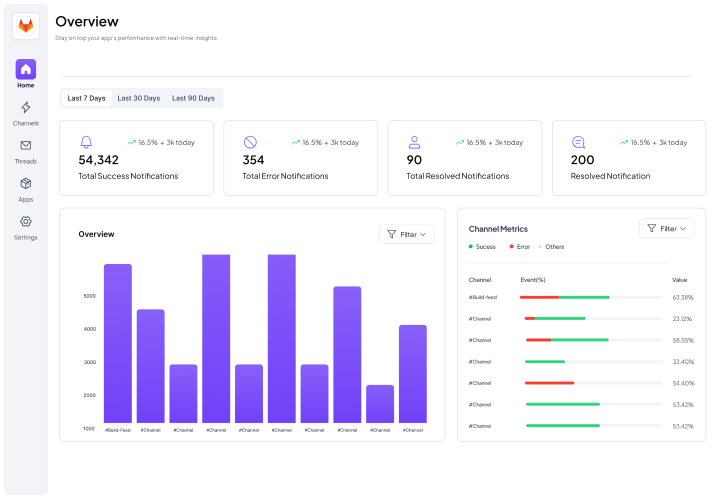 Overview
Stay on top your app's performance with real-time insights.
Home
Channels
Threads
Apps
Settings
Last 7 Days Last 30 Days Last 90 Days
16.5% + 3k today
54,342
Total Success Notifications
16.5% + 3k today
354
Total Error Notifications
16.5% + 3k today
90
Total Resolved Notifications
16.5% + 3k today
200
Resolved Notification
Overview
Filter
5000
4000
3000
2000
1000
#Build-Feed #Channel #Channel #Channel #Channel #Channel #Channel #Channel #Channel #Channel
Channel Metrics
Filter
Sucess Error Others
Channel Event(%) Value
#Build-feed 63.38%
#Channel 23.12%
#Channel 58.55%
#Channel 33.40%
#Channel 54.40%
#Channel 53.42%
#Channel 53.42%